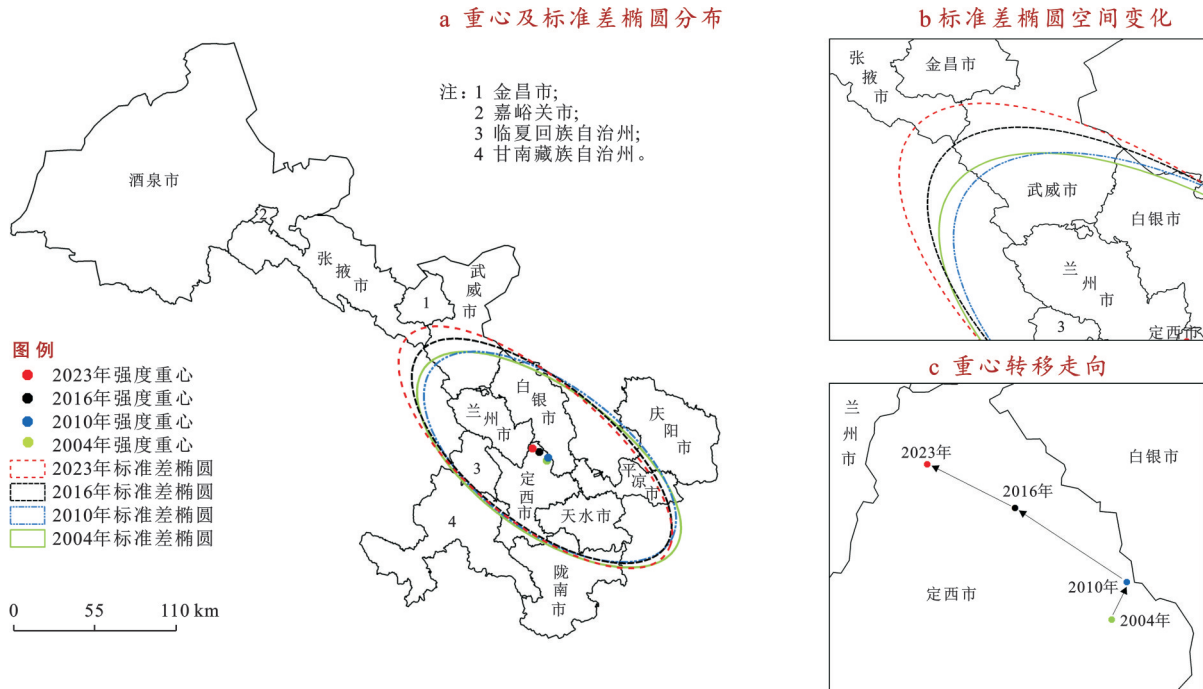 a 重心及标准差椭圆分布
注: 1 金昌市;
2 嘉峪关市;
3 临夏回族自治州;
4 甘南藏族自治州。
酒泉市
2
张掖市
1
武威市
白银市
兰州市
3
定西市
4
庆阳市
平凉市
天水市
陇南市
图例
2023年强度重心
2016年强度重心
2010年强度重心
2004年强度重心
2023年标准差椭圆
2016年标准差椭圆
2010年标准差椭圆
2004年标准差椭圆
0 55 110 km
b 标准差椭圆空间变化
张掖市
金昌市
武威市
白银市
兰州市
3
定西市
c 重心转移走向
兰州市
白银市
2023年
2016年
2010年
2004年
定西市